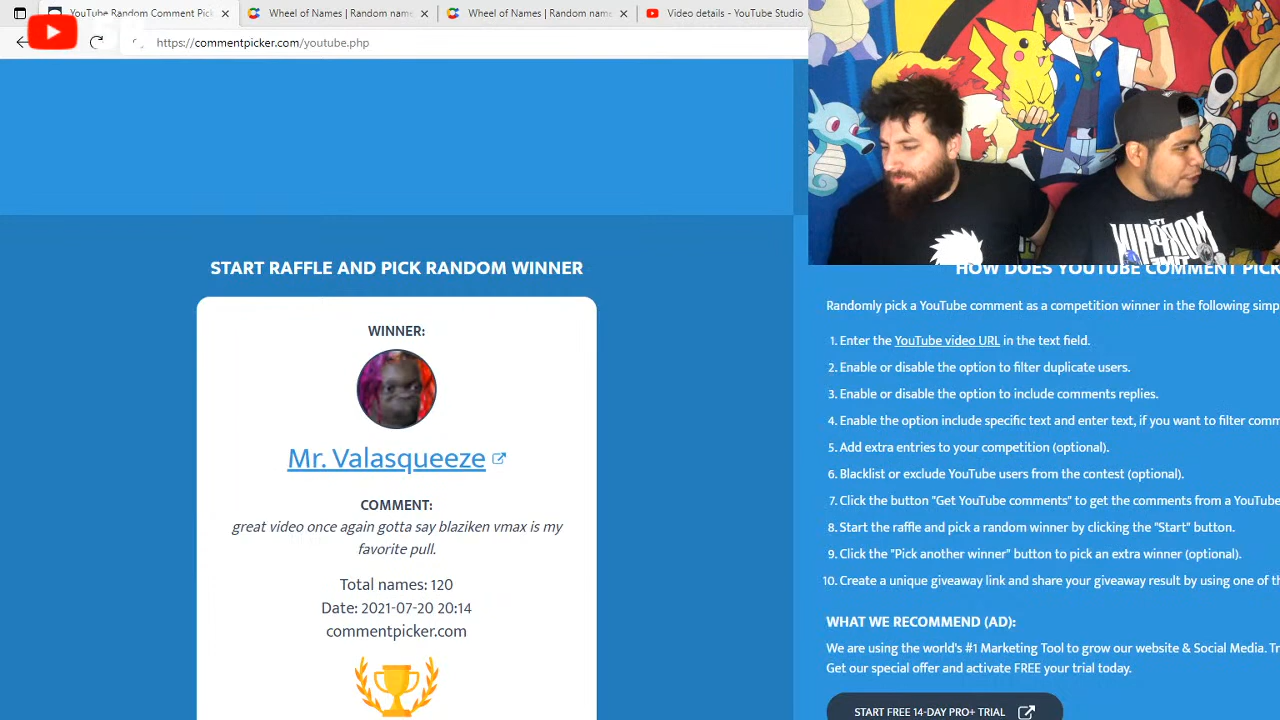 YouTube Random Comment Pick
Wheel of Names | Random name
Wheel of Names | Random name
Video details - YouTube Studio
https://commentpicker.com/youtube.php
START RAFFLE AND PICK RANDOM WINNER
WINNER:
Mr. Valasqueeze
COMMENT:
great video once again gotta say blaziken vmax is my
favorite pull.
Total names: 120
Date: 2021-07-20 20:14
commentpicker.com
HOW DOES YOUTUBE COMMENT PICK
Randomly pick a YouTube comment as a competition winner in the following simp
1. Enter the YouTube video URL in the text field.
2. Enable or disable the option to filter duplicate users.
3. Enable or disable the option to include comments replies.
4. Enable the option include specific text and enter text, if you want to filter comm
5. Add extra entries to your competition (optional).
6. Blacklist or exclude YouTube users from the contest (optional).
7. Click the button "Get YouTube comments" to get the comments from a YouTube
8. Start the raffle and pick a random winner by clicking the "Start" button.
9. Click the "Pick another winner" button to pick an extra winner (optional).
10. Create a unique giveaway link and share your giveaway result by using one of th
WHAT WE RECOMMEND (AD):
We are using the world's #1 Marketing Tool to grow our website & Social Media. Tr
Get our special offer and activate FREE your trial today.
START FREE 14-DAY PRO+ TRIAL